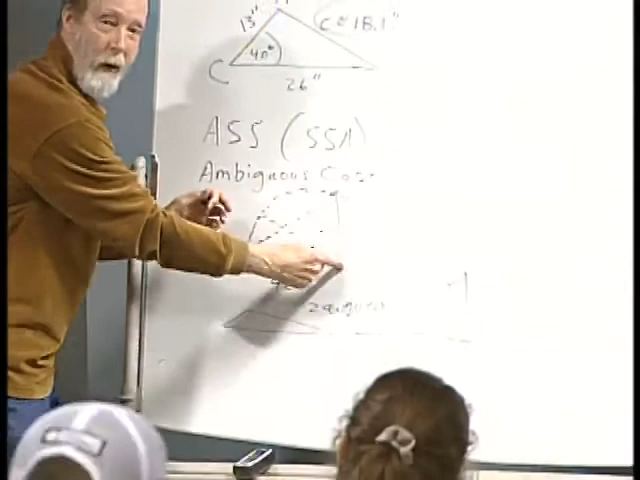 13"
c ≈ 18.1"
40°
C
26"
ASS (SSA)
Ambiguous Case